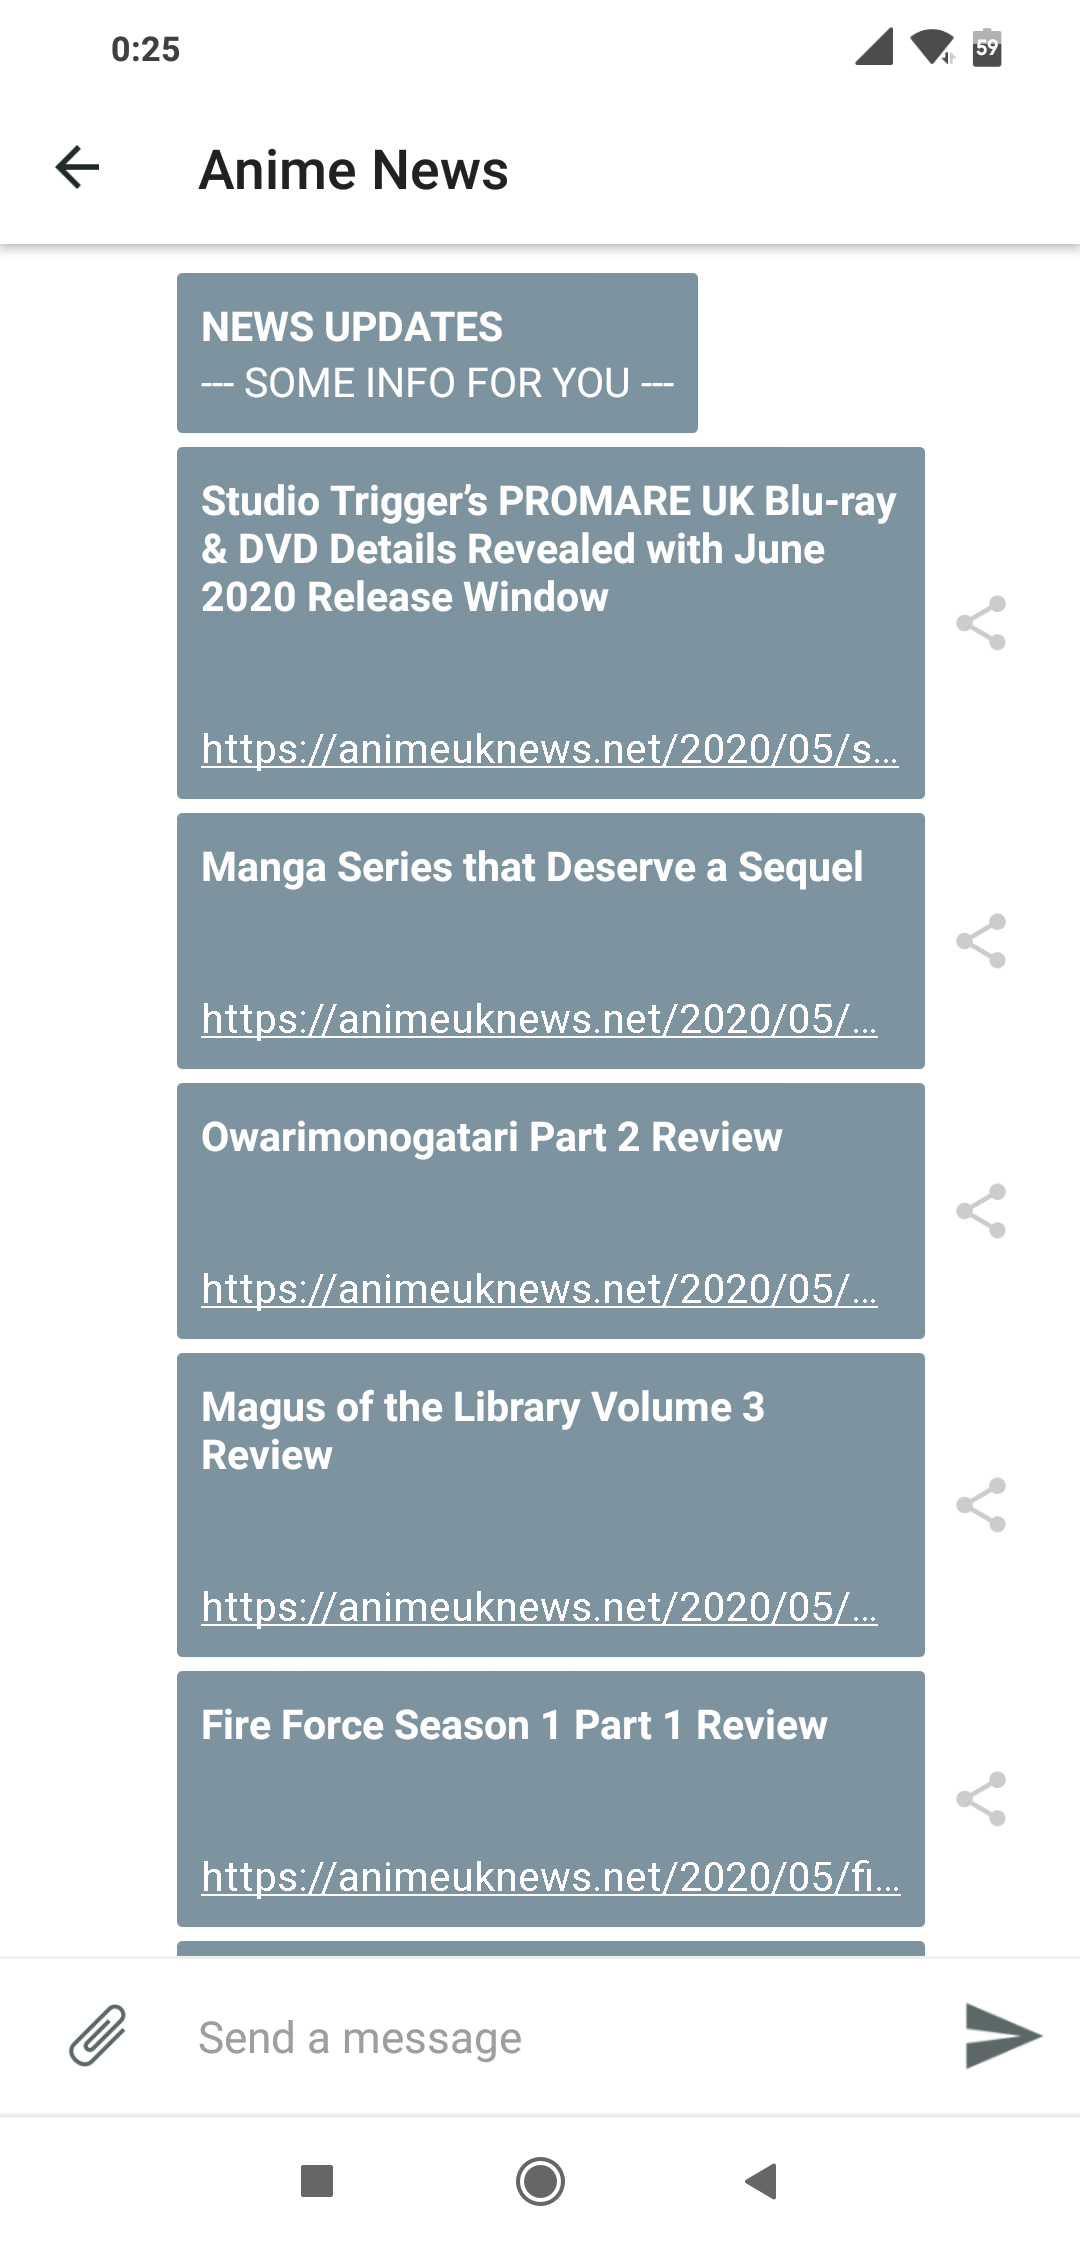 0:25
59
Anime News
NEWS UPDATES
--- SOME INFO FOR YOU ---
Studio Trigger’s PROMARE UK Blu-ray
& DVD Details Revealed with June
2020 Release Window
https://animeuknews.net/2020/05/s...
Manga Series that Deserve a Sequel
https://animeuknews.net/2020/05/...
Owarimonogatari Part 2 Review
https://animeuknews.net/2020/05/...
Magus of the Library Volume 3
Review
https://animeuknews.net/2020/05/...
Fire Force Season 1 Part 1 Review
https://animeuknews.net/2020/05/fi...
Send a message